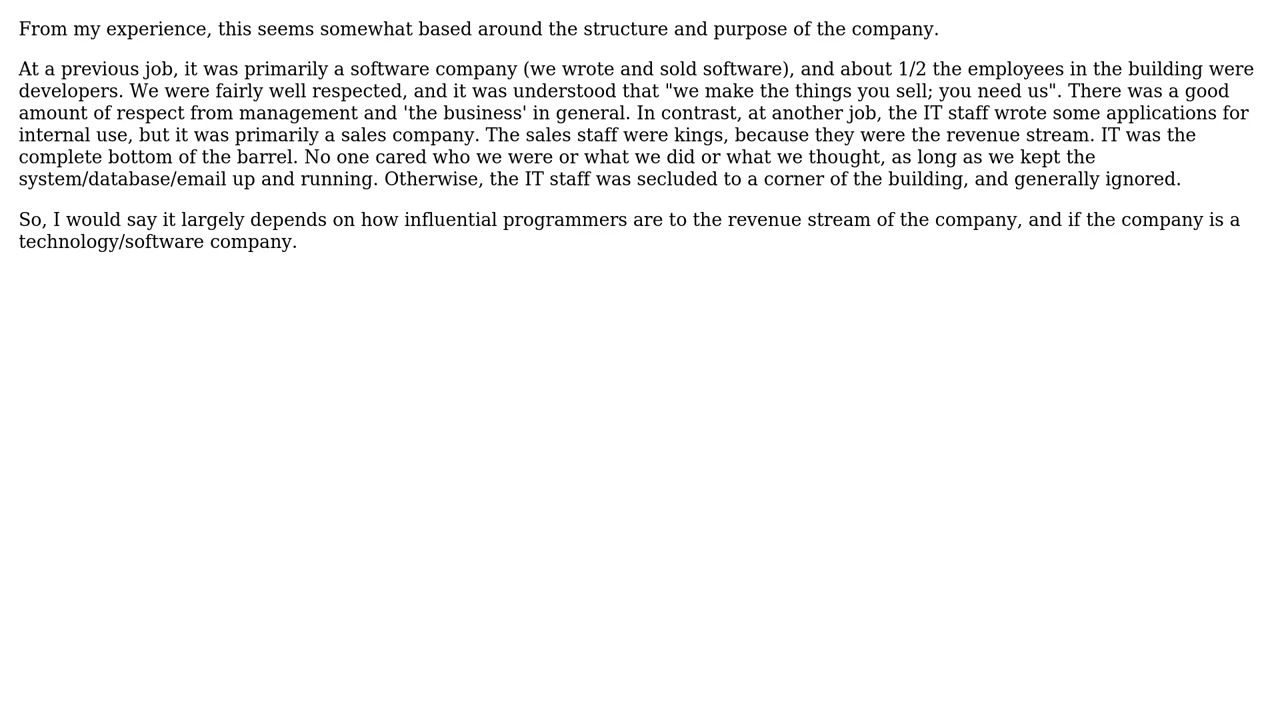 From my experience, this seems somewhat based around the structure and purpose of the company.
At a previous job, it was primarily a software company (we wrote and sold software), and about 1/2 the employees in the building were
developers. We were fairly well respected, and it was understood that "we make the things you sell; you need us". There was a good
amount of respect from management and 'the business' in general. In contrast, at another job, the IT staff wrote some applications for
internal use, but it was primarily a sales company. The sales staff were kings, because they were the revenue stream. IT was the
complete bottom of the barrel. No one cared who we were or what we did or what we thought, as long as we kept the
system/database/email up and running. Otherwise, the IT staff was secluded to a corner of the building, and generally ignored.
So, I would say it largely depends on how influential programmers are to the revenue stream of the company, and if the company is a
technology/software company.